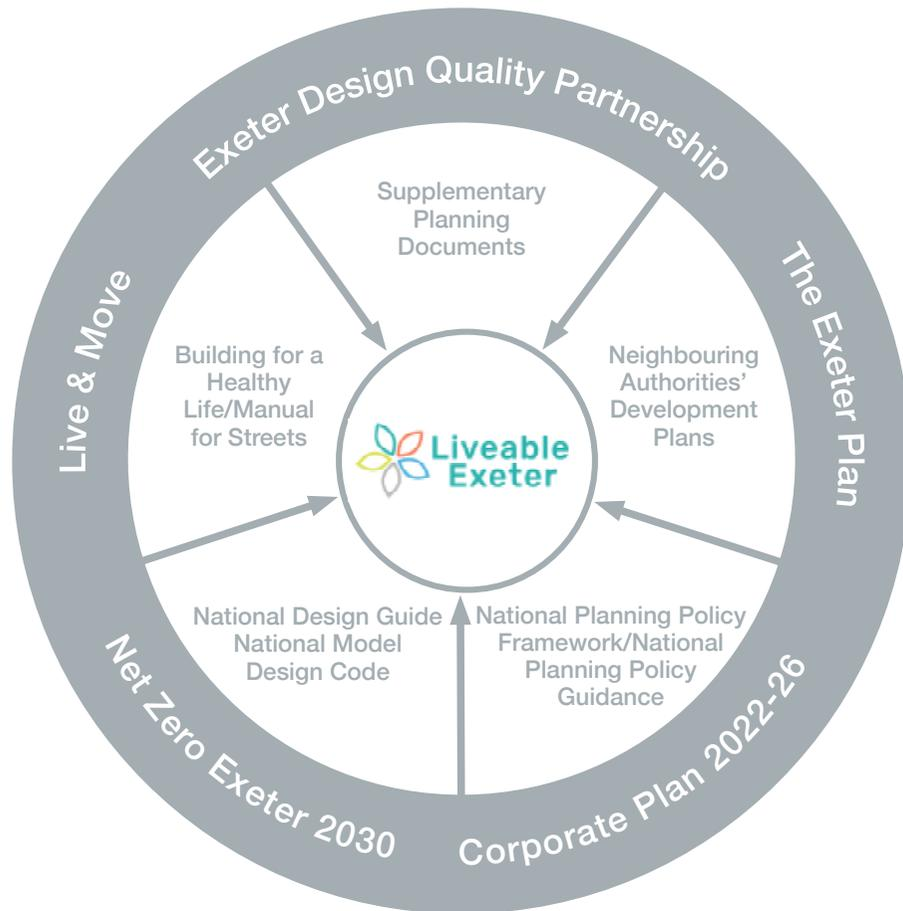 Exeter Design Quality Partnership
Supplementary
Planning
Documents
Live & Move
The Exeter Plan
Building for a
Healthy
Life/Manual
for Streets
Neighbouring
Authorities’
Development
Plans
Liveable
Exeter
National Design Guide
National Model
Design Code
National Planning Policy
Framework/National
Planning Policy
Guidance
Net Zero Exeter 2030
Corporate Plan 2022-26